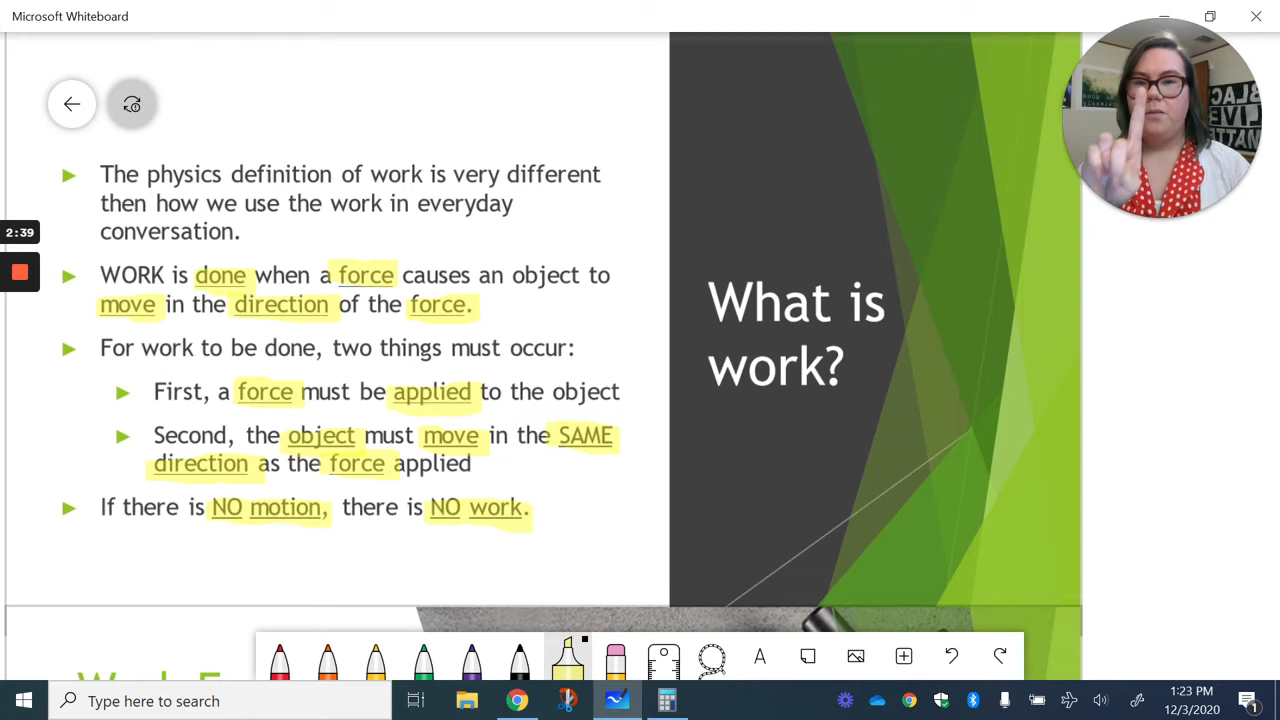 Microsoft Whiteboard
BLAC
LIVE
MATTE
The physics definition of work is very different
then how we use the work in everyday
conversation.
2:39
WORK is done when a force causes an object to
move in the direction of the force.
For work to be done, two things must occur:
First, a force must be applied to the object
Second, the object must move in the SAME
direction as the force applied
If there is NO motion, there is NO work.
What is
work?
A
Type here to search
1:23 PM
12/3/2020
1